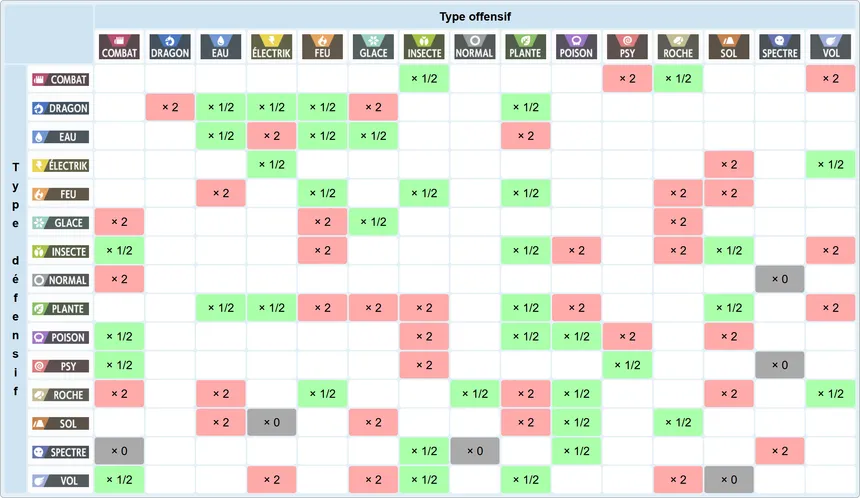 Type offensif
COMBAT DRAGON EAU ÉLECTRIK FEU GLACE INSECTE NORMAL PLANTE POISON PSY ROCHE SOL SPECTRE VOL
Type défensif
COMBAT × 1/2 × 2 × 1/2 × 2
DRAGON × 2 × 1/2 × 1/2 × 1/2 × 2 × 1/2
EAU × 1/2 × 2 × 1/2 × 1/2 × 2
ÉLECTRIK × 1/2 × 2 × 1/2
FEU × 2 × 1/2 × 1/2 × 1/2 × 2 × 2
GLACE × 2 × 2 × 1/2 × 2
INSECTE × 1/2 × 2 × 1/2 × 2 × 2 × 1/2 × 2
NORMAL × 2 × 0
PLANTE × 1/2 × 1/2 × 2 × 2 × 2 × 1/2 × 2 × 1/2 × 2
POISON × 1/2 × 2 × 1/2 × 1/2 × 2 × 2
PSY × 1/2 × 2 × 1/2 × 0
ROCHE × 2 × 2 × 1/2 × 1/2 × 2 × 1/2 × 2 × 1/2
SOL × 2 × 0 × 2 × 2 × 1/2 × 1/2
SPECTRE × 0 × 1/2 × 0 × 1/2 × 2
VOL × 1/2 × 2 × 2 × 1/2 × 1/2 × 2 × 0